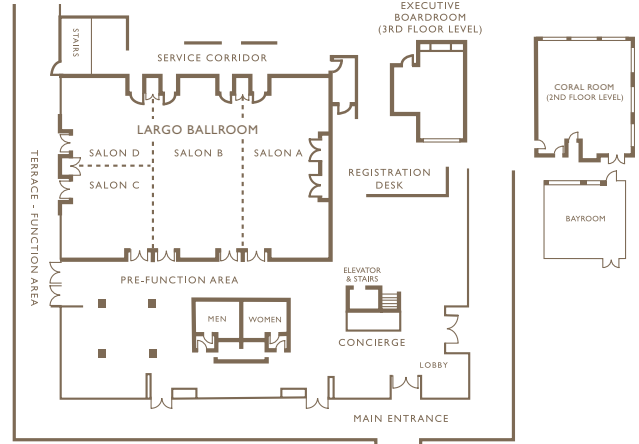 EXECUTIVE
BOARDROOM
(3RD FLOOR LEVEL)
STAIRS
SERVICE CORRIDOR
CORAL ROOM
(2ND FLOOR LEVEL)
LARGO BALLROOM
SALON D
SALON B
SALON A
SALON C
TERRACE - FUNCTION AREA
REGISTRATION
DESK
BAYROOM
PRE-FUNCTION AREA
ELEVATOR
& STAIRS
MEN
WOMEN
CONCIERGE
LOBBY
MAIN ENTRANCE